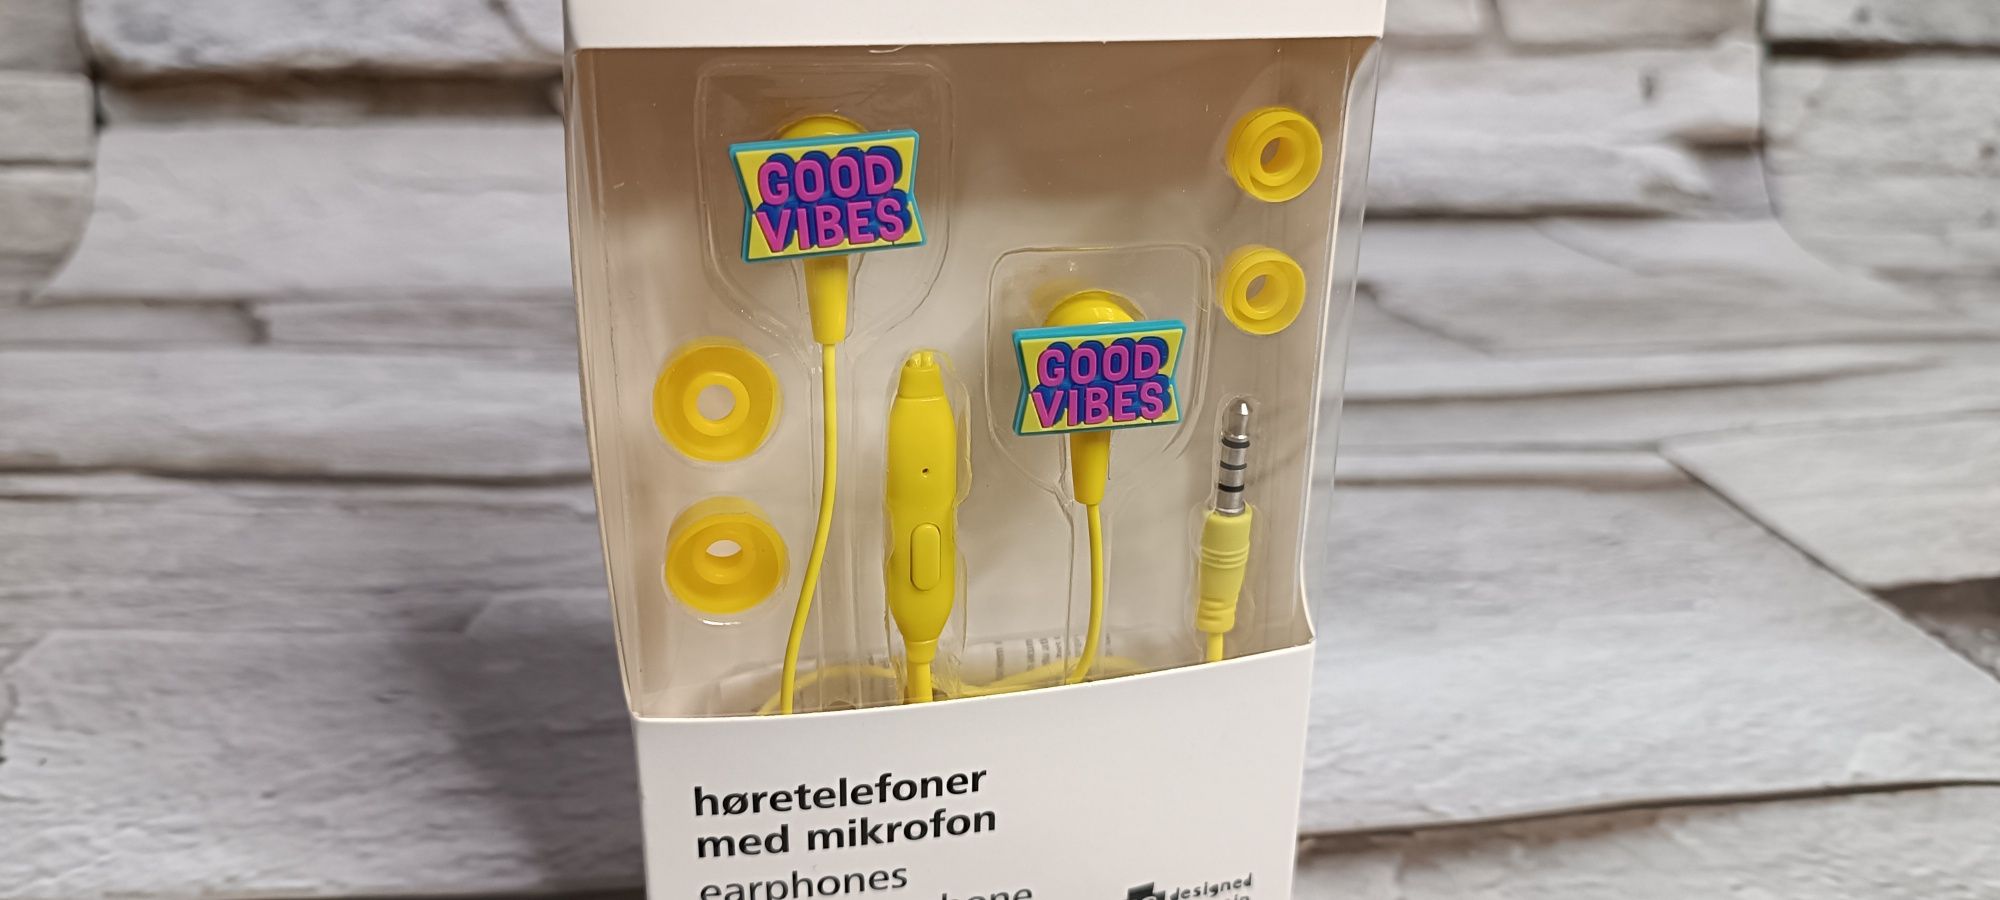 GOOD
VIBES
GOOD
VIBES
høretelefoner
med mikrofon
earphones
designed